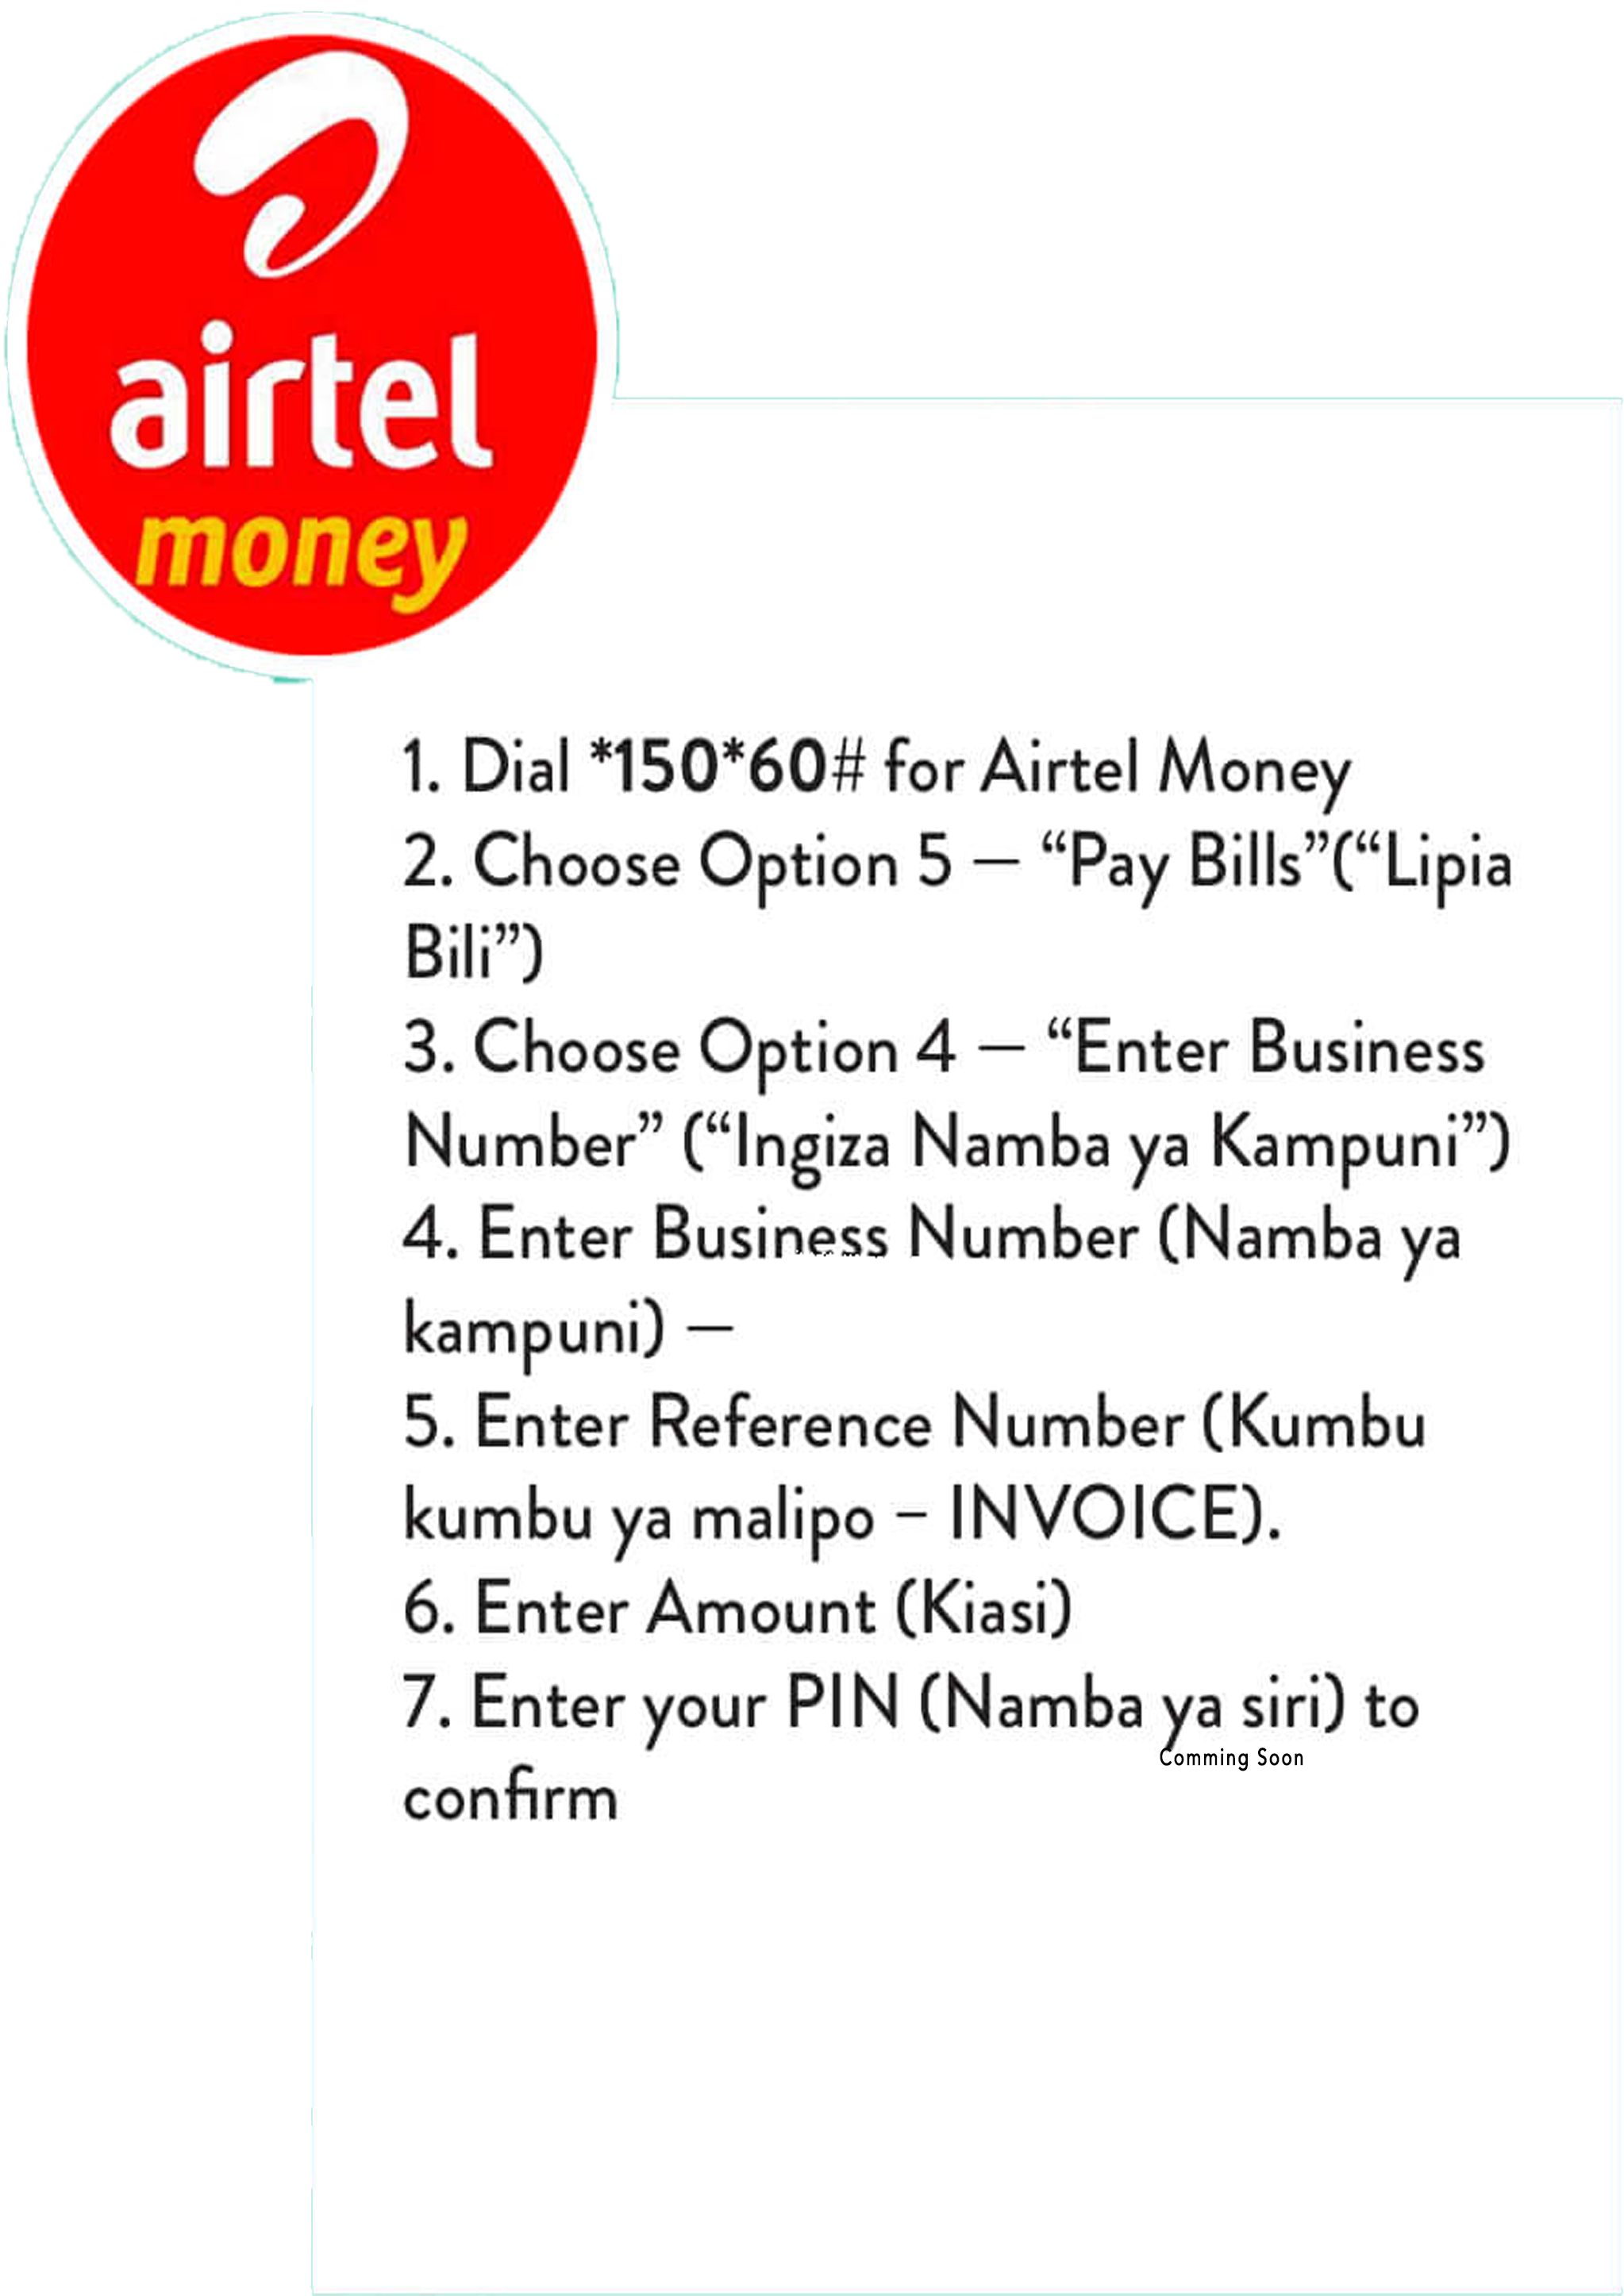 airtel
money
1. Dial *150*60# for Airtel Money
2. Choose Option 5 – “Pay Bills”(“Lipia
Bili”)
3. Choose Option 4 – “Enter Business
Number” (“Ingiza Namba ya Kampuni”)
4. Enter Business Number (Namba ya
kampuni) –
5. Enter Reference Number (Kumbu
kumbu ya malipo – INVOICE).
6. Enter Amount (Kiasi)
7. Enter your PIN (Namba ya siri) to
Comming Soon
confirm